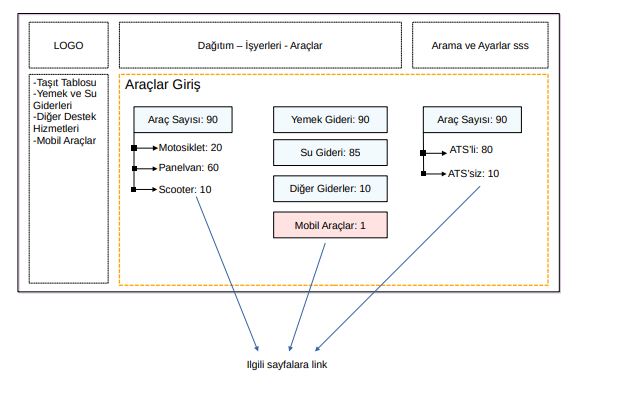 LOGO
Dağıtım – İşyerleri - Araçlar
Arama ve Ayarlar sss
-Taşıt Tablosu
-Yemek ve Su
Giderleri
-Diğer Destek
Hizmetleri
-Mobil Araçlar
Araçlar Giriş
Araç Sayısı: 90
Motosiklet: 20
Panelvan: 60
Scooter: 10
Yemek Gideri: 90
Su Gideri: 85
Diğer Giderler: 10
Mobil Araçlar: 1
Araç Sayısı: 90
ATS'li: 80
ATS'siz: 10
Ilgili sayfalara link